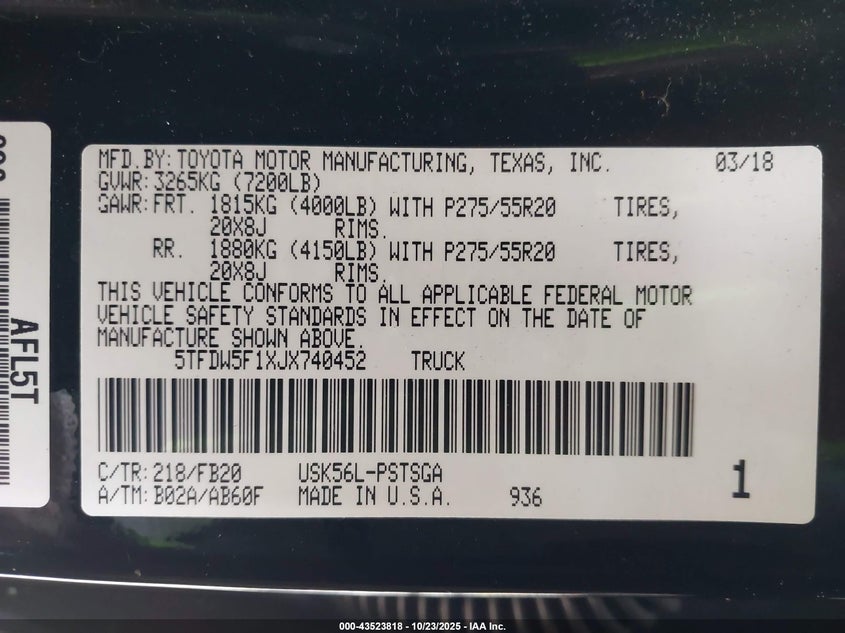 MFD.BY: TOYOTA MOTOR MANUFACTURING, TEXAS, INC. 03/18
GVWR: 3265KG (7200LB)
GAWR: FRT. 1815KG (4000LB) WITH P275/55R20 TIRES,
20X8J RIMS.
RR. 1880KG (4150LB) WITH P275/55R20 TIRES,
20X8J RIMS.
THIS VEHICLE CONFORMS TO ALL APPLICABLE FEDERAL MOTOR
VEHICLE SAFETY STANDARDS IN EFFECT ON THE DATE OF
MANUFACTURE SHOWN ABOVE.
5TFDW5F1XJX740452 TRUCK
C/TR: 218/FB20 USK56L-PSTSGA 1
A/TM: B02A/AB60F MADE IN U.S.A. 936
AFL5T
000-43523818 - 10/23/2025 - IAA Inc.